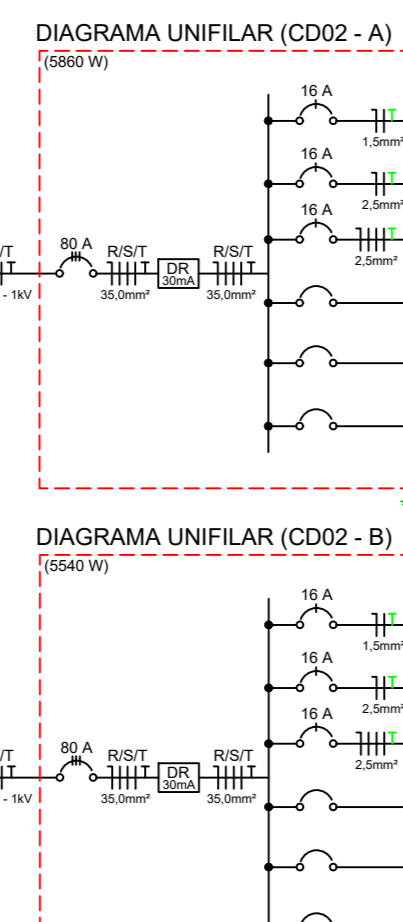 DIAGRAMA UNIFILAR (CD02 - A)
(5860 W)
16 A
1,5mm²
16 A
2,5mm²
16 A
2,5mm²
/T
- 1kV
80 A
R/S/T
35,0mm²
DR
30mA
R/S/T
35,0mm²
DIAGRAMA UNIFILAR (CD02 - B)
(5540 W)
16 A
1,5mm²
16 A
2,5mm²
16 A
2,5mm²
/T
- 1kV
80 A
R/S/T
35,0mm²
DR
30mA
R/S/T
35,0mm²